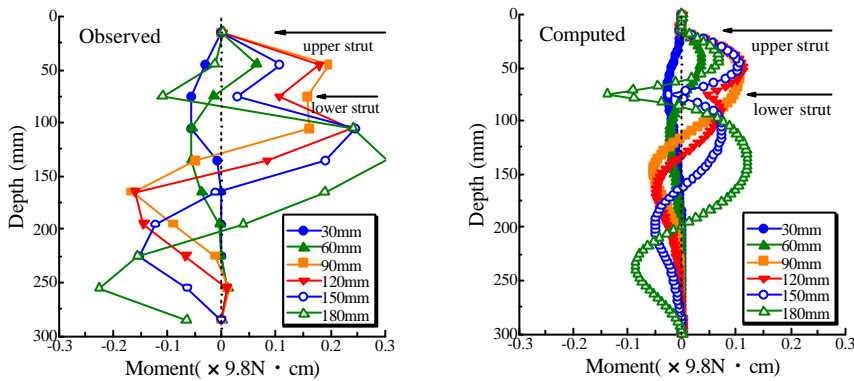 Observed
upper strut
lower strut
Depth (mm)
0
50
100
150
200
250
300
30mm
60mm
90mm
120mm
150mm
180mm
-0.3 -0.2 -0.1 0 0.1 0.2 0.3
Moment( × 9.8N・cm)
Computed
upper strut
lower strut
Depth (mm)
0
50
100
150
200
250
300
30mm
60mm
90mm
120mm
150mm
180mm
-0.3 -0.2 -0.1 0 0.1 0.2 0.3
Moment( × 9.8N・cm)